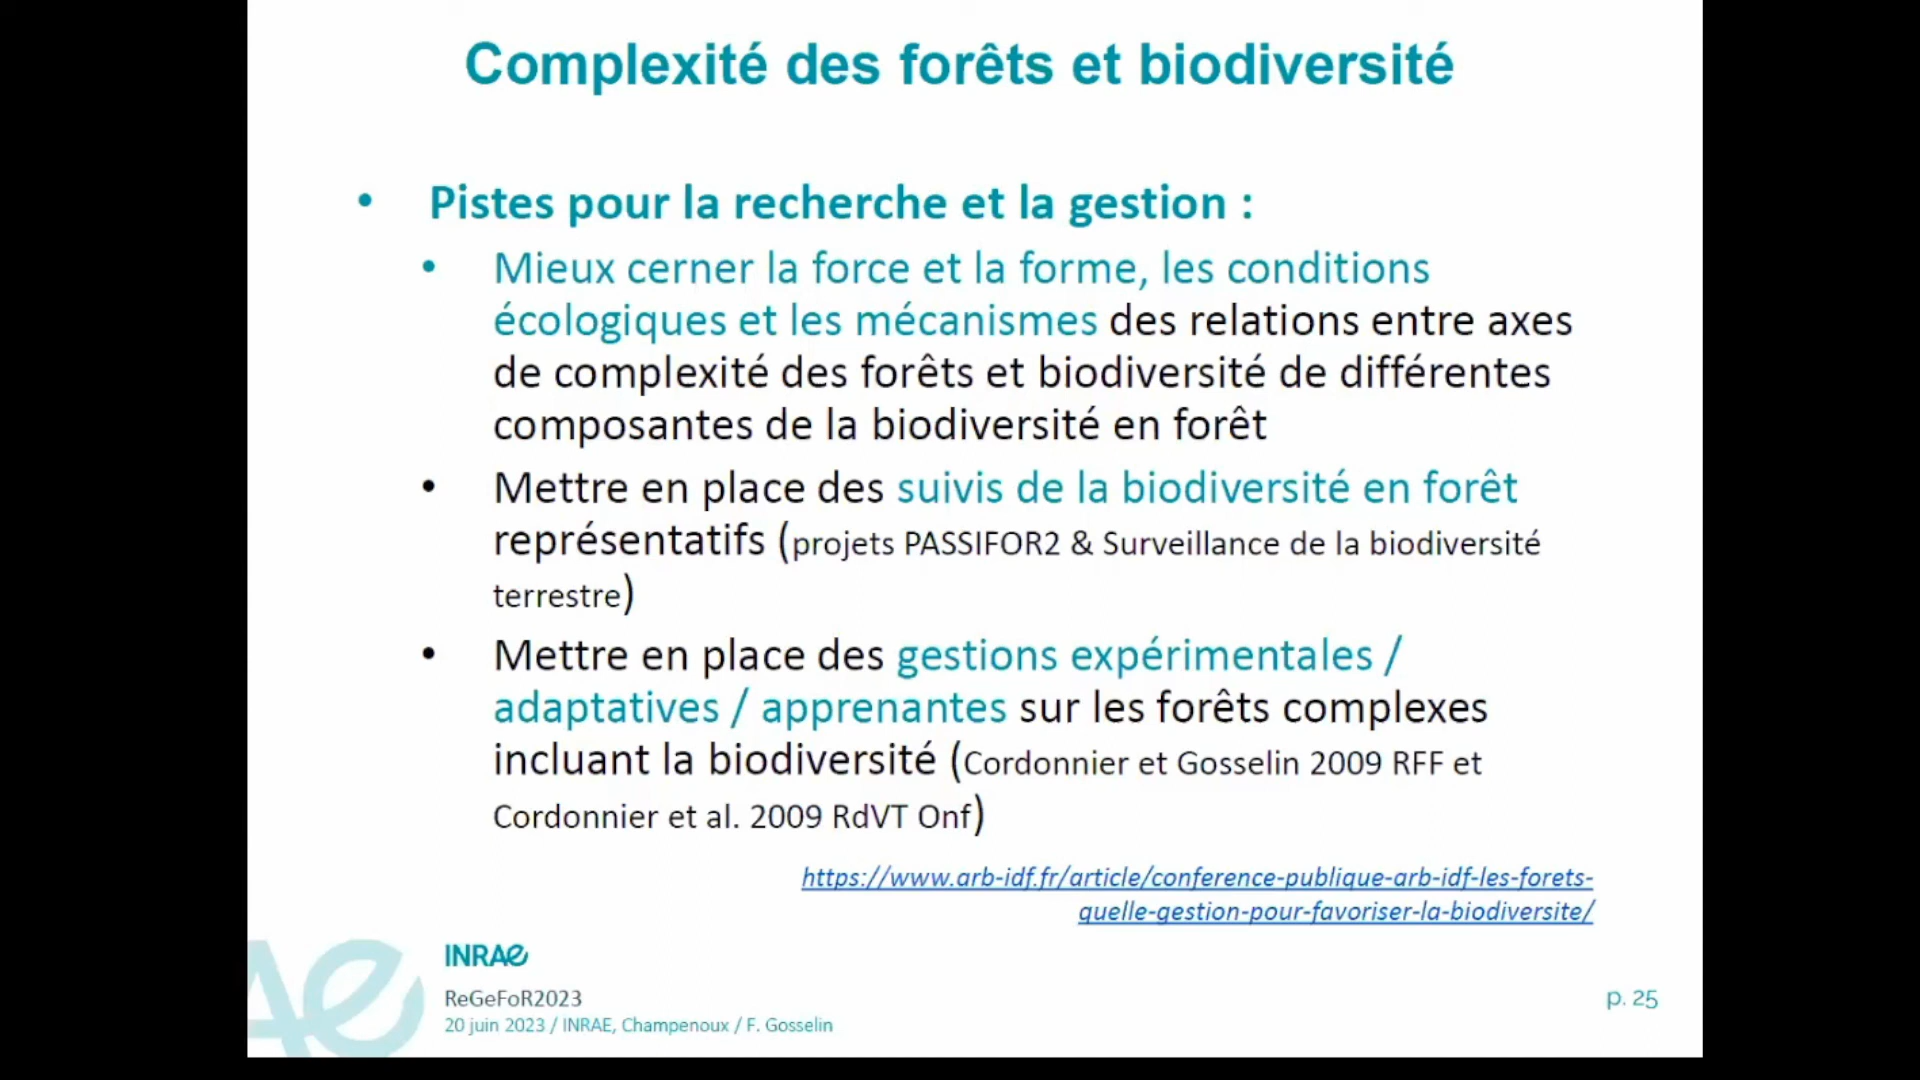 Complexité des forêts et biodiversité
• Pistes pour la recherche et la gestion :
• Mieux cerner la force et la forme, les conditions
écologiques et les mécanismes des relations entre axes
de complexité des forêts et biodiversité de différentes
composantes de la biodiversité en forêt
• Mettre en place des suivis de la biodiversité en forêt
représentatifs (projets PASSIFOR2 & Surveillance de la biodiversité
terrestre)
• Mettre en place des gestions expérimentales /
adaptatives / apprenantes sur les forêts complexes
incluant la biodiversité (Cordonnier et Gosselin 2009 RFF et
Cordonnier et al. 2009 RdVT Onf)
https://www.arb-idf.fr/article/conference-publique-arb-idf-les-forets-
quelle-gestion-pour-favoriser-la-biodiversite/
INRAE
ReGeFoR2023
20 juin 2023 / INRAE, Champenoux / F. Gosselin
p. 25